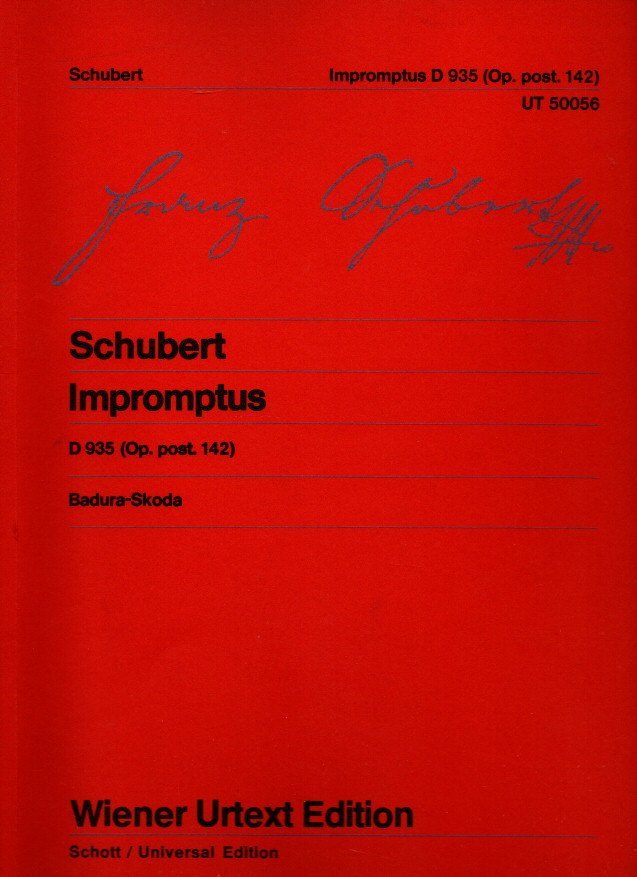 Schubert Impromptus D 935 (Op. post. 142)
UT 50056
Franz Schubert
Schubert
Impromptus
D 935 (Op. post. 142)
Badura-Skoda
Wiener Urtext Edition
Schott / Universal Edition